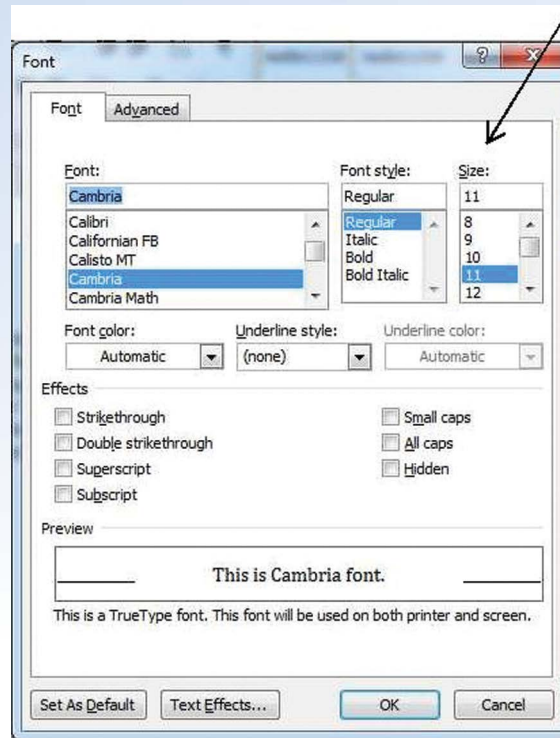 Font
Font Advanced
Font: Font style: Size:
Cambria Regular 11
Calibri Regular 8
Californian FB Italic 9
Calisto MT Bold 10
Cambria Bold Italic 11
Cambria Math 12
Font color: Underline style: Underline color:
Automatic (none) Automatic
Effects
Strikethrough Small caps
Double strikethrough All caps
Superscript Hidden
Subscript
Preview
This is Cambria font.
This is a TrueType font. This font will be used on both printer and screen.
Set As Default Text Effects... OK Cancel